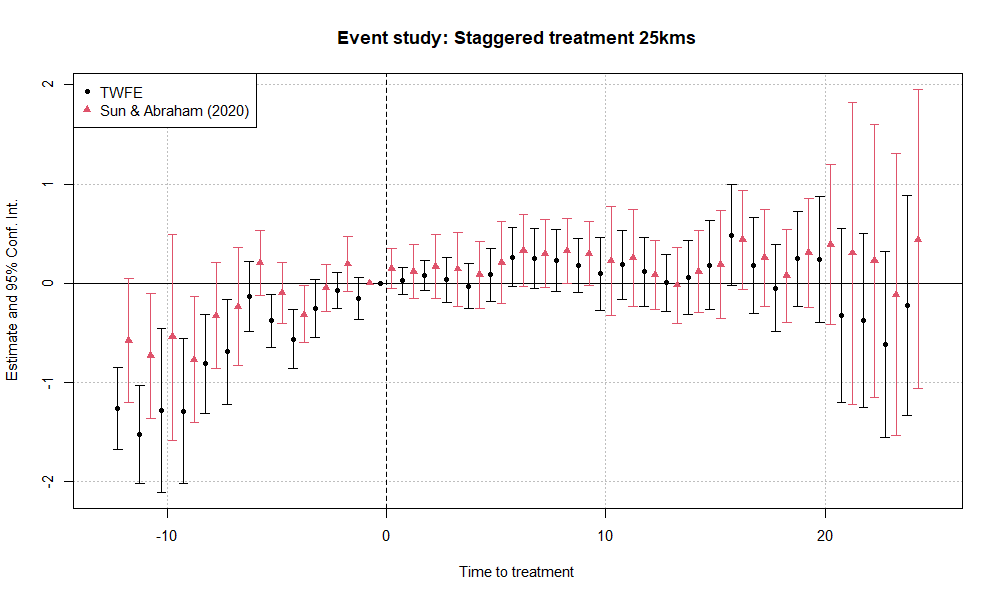 Event study: Staggered treatment 25kms
TWFE
Sun & Abraham (2020)
Estimate and 95% Conf. Int.
2
1
0
-1
-2
-10
0
10
20
Time to treatment